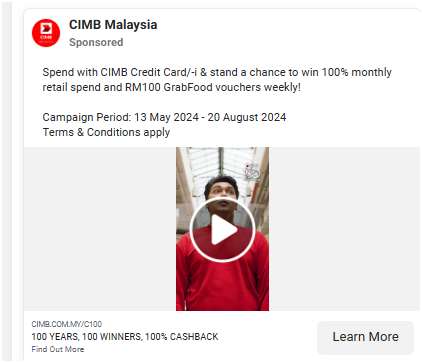 CIMB Malaysia
Sponsored
Spend with CIMB Credit Card/-i & stand a chance to win 100% monthly
retail spend and RM100 GrabFood vouchers weekly!
Campaign Period: 13 May 2024 - 20 August 2024
Terms & Conditions apply
CIMB.COM.MY/C100
100 YEARS, 100 WINNERS, 100% CASHBACK
Find Out More
Learn More